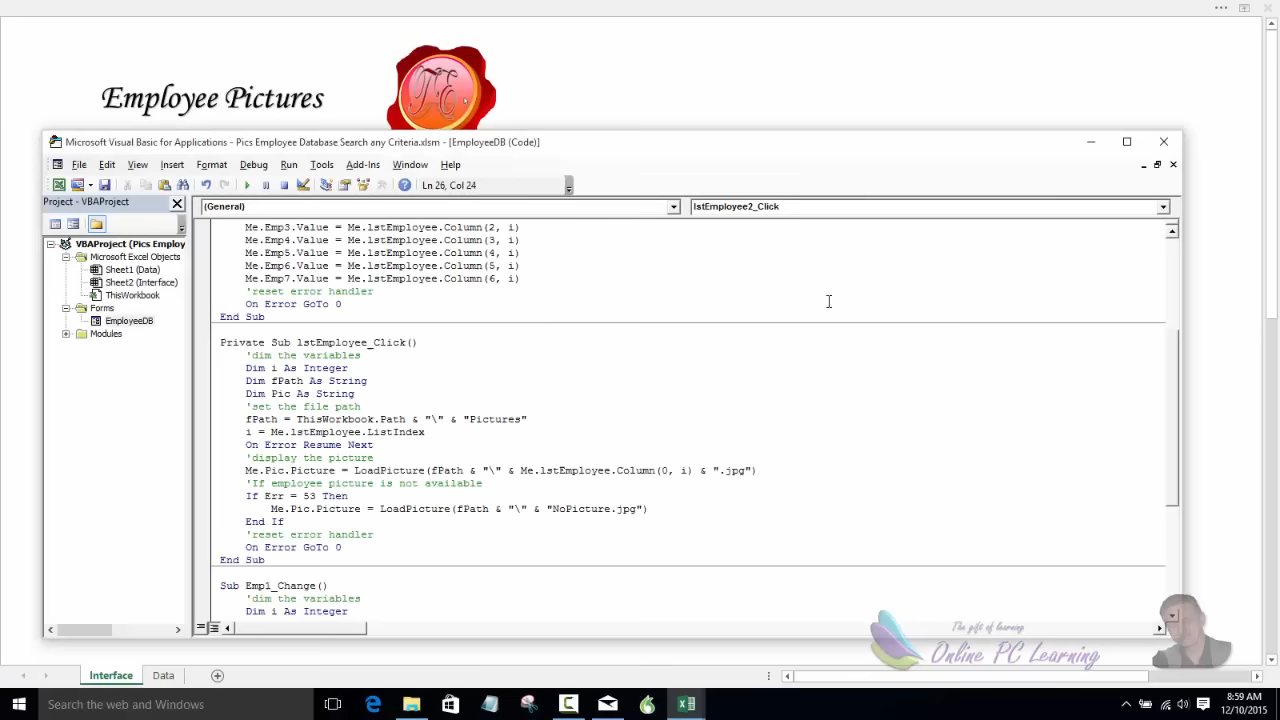 Employee Pictures
TE
Microsoft Visual Basic for Applications - Pics Employee Database Search any Criteria.xlsm - [EmployeeDB (Code)]
File Edit View Insert Format Debug Run Tools Add-Ins Window Help
Ln 26, Col 24
Project - VBAProject
(General) lstEmployee2_Click
VBAProject (Pics Employ
Microsoft Excel Objects
Sheet1 (Data)
Sheet2 (Interface)
ThisWorkbook
Forms
EmployeeDB
Modules
Me.Emp3.Value = Me.lstEmployee.Column(2, i)
Me.Emp4.Value = Me.lstEmployee.Column(3, i)
Me.Emp5.Value = Me.lstEmployee.Column(4, i)
Me.Emp6.Value = Me.lstEmployee.Column(5, i)
Me.Emp7.Value = Me.lstEmployee.Column(6, i)
'reset error handler
On Error GoTo 0
End Sub
Private Sub lstEmployee_Click()
'dim the variables
Dim i As Integer
Dim fPath As String
Dim Pic As String
'set the file path
fPath = ThisWorkbook.Path & "\" & "Pictures"
i = Me.lstEmployee.ListIndex
On Error Resume Next
'display the picture
Me.Pic.Picture = LoadPicture(fPath & "\" & Me.lstEmployee.Column(0, i) & ".jpg")
'If employee picture is not available
If Err = 53 Then
Me.Pic.Picture = LoadPicture(fPath & "\" & "NoPicture.jpg")
End If
'reset error handler
On Error GoTo 0
End Sub
Sub Emp1_Change()
'dim the variables
Dim i As Integer
The gift of learning
Online PC Learning
Interface Data
Search the web and Windows
8:59 AM
12/10/2015